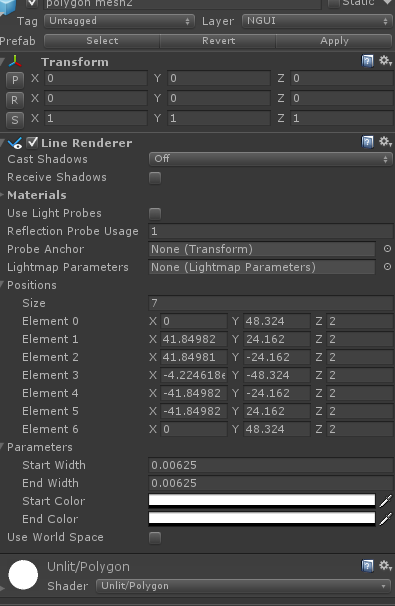 polygon mesh2 Static
Tag Untagged Layer NGUI
Prefab Select Revert Apply
Transform
P X 0 Y 0 Z 0
R X 0 Y 0 Z 0
S X 1 Y 1 Z 1
Line Renderer
Cast Shadows Off
Receive Shadows
Materials
Use Light Probes
Reflection Probe Usage 1
Probe Anchor None (Transform)
Lightmap Parameters None (Lightmap Parameters)
Positions
Size 7
Element 0 X 0 Y 48.324 Z 2
Element 1 X 41.84982 Y 24.162 Z 2
Element 2 X 41.84981 Y -24.162 Z 2
Element 3 X -4.224618e Y -48.324 Z 2
Element 4 X -41.84982 Y -24.162 Z 2
Element 5 X -41.84982 Y 24.162 Z 2
Element 6 X 0 Y 48.324 Z 2
Parameters
Start Width 0.00625
End Width 0.00625
Start Color
End Color
Use World Space
Unlit/Polygon
Shader Unlit/Polygon